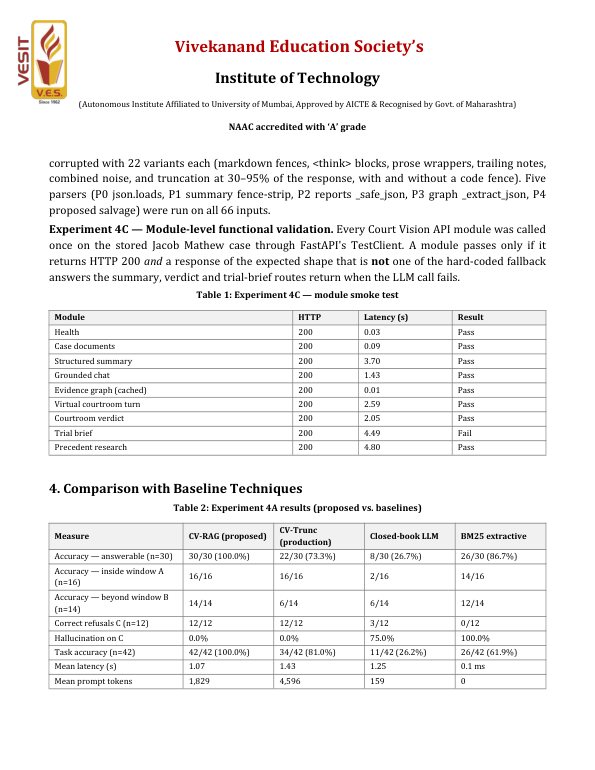 VESIT
V.E.S.
Since 1962
Vivekanand Education Society's
Institute of Technology
(Autonomous Institute Affiliated to University of Mumbai, Approved by AICTE & Recognised by Govt. of Maharashtra)
NAAC accredited with 'A' grade
corrupted with 22 variants each (markdown fences, <think> blocks, prose wrappers, trailing notes,
combined noise, and truncation at 30–95% of the response, with and without a code fence). Five
parsers (P0 json.loads, P1 summary fence-strip, P2 reports _safe_json, P3 graph _extract_json, P4
proposed salvage) were run on all 66 inputs.
Experiment 4C — Module-level functional validation. Every Court Vision API module was called
once on the stored Jacob Mathew case through FastAPI's TestClient. A module passes only if it
returns HTTP 200 and a response of the expected shape that is not one of the hard-coded fallback
answers the summary, verdict and trial-brief routes return when the LLM call fails.
Table 1: Experiment 4C — module smoke test
Module HTTP Latency (s) Result
Health 200 0.03 Pass
Case documents 200 0.09 Pass
Structured summary 200 3.70 Pass
Grounded chat 200 1.43 Pass
Evidence graph (cached) 200 0.01 Pass
Virtual courtroom turn 200 2.59 Pass
Courtroom verdict 200 2.05 Pass
Trial brief 200 4.49 Fail
Precedent research 200 4.80 Pass
4. Comparison with Baseline Techniques
Table 2: Experiment 4A results (proposed vs. baselines)
Measure CV-RAG (proposed) CV-Trunc (production) Closed-book LLM BM25 extractive
Accuracy — answerable (n=30) 30/30 (100.0%) 22/30 (73.3%) 8/30 (26.7%) 26/30 (86.7%)
Accuracy — inside window A (n=16) 16/16 16/16 2/16 14/16
Accuracy — beyond window B (n=14) 14/14 6/14 6/14 12/14
Correct refusals C (n=12) 12/12 12/12 3/12 0/12
Hallucination on C 0.0% 0.0% 75.0% 100.0%
Task accuracy (n=42) 42/42 (100.0%) 34/42 (81.0%) 11/42 (26.2%) 26/42 (61.9%)
Mean latency (s) 1.07 1.43 1.25 0.1 ms
Mean prompt tokens 1,829 4,596 159 0